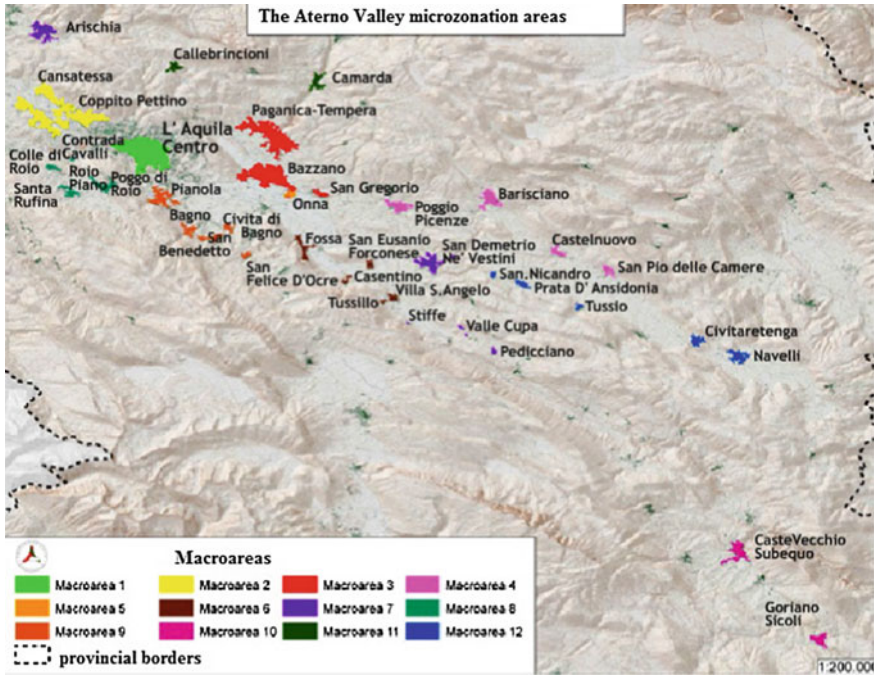 The Aterno Valley microzonation areas
Arischia
Callebrincioni
Camarda
Cansatessa
Coppito Pettino
Paganica-Tempera
L' Aquila
Centro
Contrada
Cavalli
Colle di
Roio
Roio
Piano
Poggo di
Roio
Santa
Rufina
Pianola
Bazzano
Onna
San Gregorio
Poggio
Picenze
Barisciano
Bagno
Civita di
Bagno
San
Benedetto
Fossa
San Eusanio
Forconese
San Demetrio
Ne' Vestini
Castelnuovo
San Pio delle Camere
San
Felice D'Ocre
Casentino
San.Nicandro
Prata D' Ansidonia
Villa S.Angelo
Tussillo
Tussio
Stiffe
Valle Cupa
Pedicciano
Civitaretenga
Navelli
CasteVecchio
Subequo
Goriano
Sicoli
Macroareas
Macroarea 1
Macroarea 2
Macroarea 3
Macroarea 4
Macroarea 5
Macroarea 6
Macroarea 7
Macroarea 8
Macroarea 9
Macroarea 10
Macroarea 11
Macroarea 12
provincial borders
1:200.000